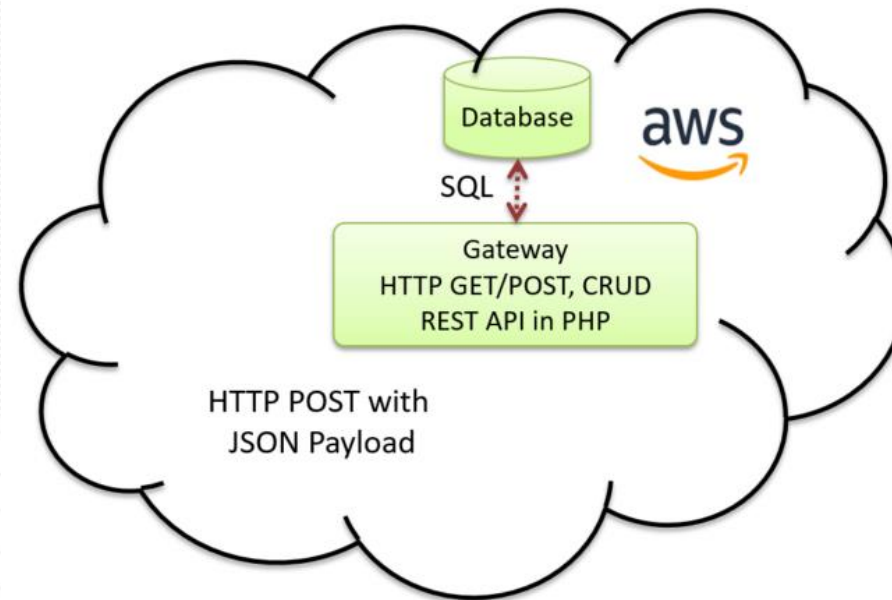 Database
aws
SQL
Gateway
HTTP GET/POST, CRUD
REST API in PHP
HTTP POST with
JSON Payload